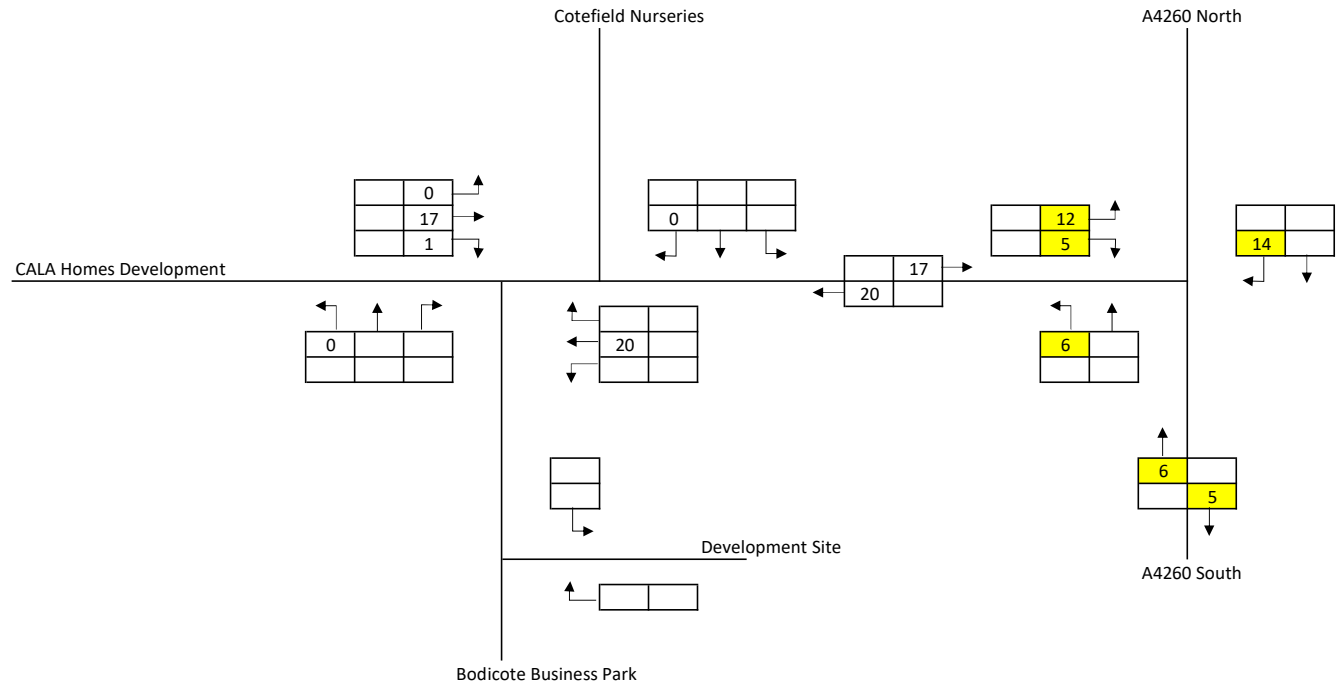 Cotefield Nurseries
A4260 North
0
17
1
0
12
5
14
CALA Homes Development
17
20
0
20
6
6
5
Development Site
A4260 South
Bodicote Business Park